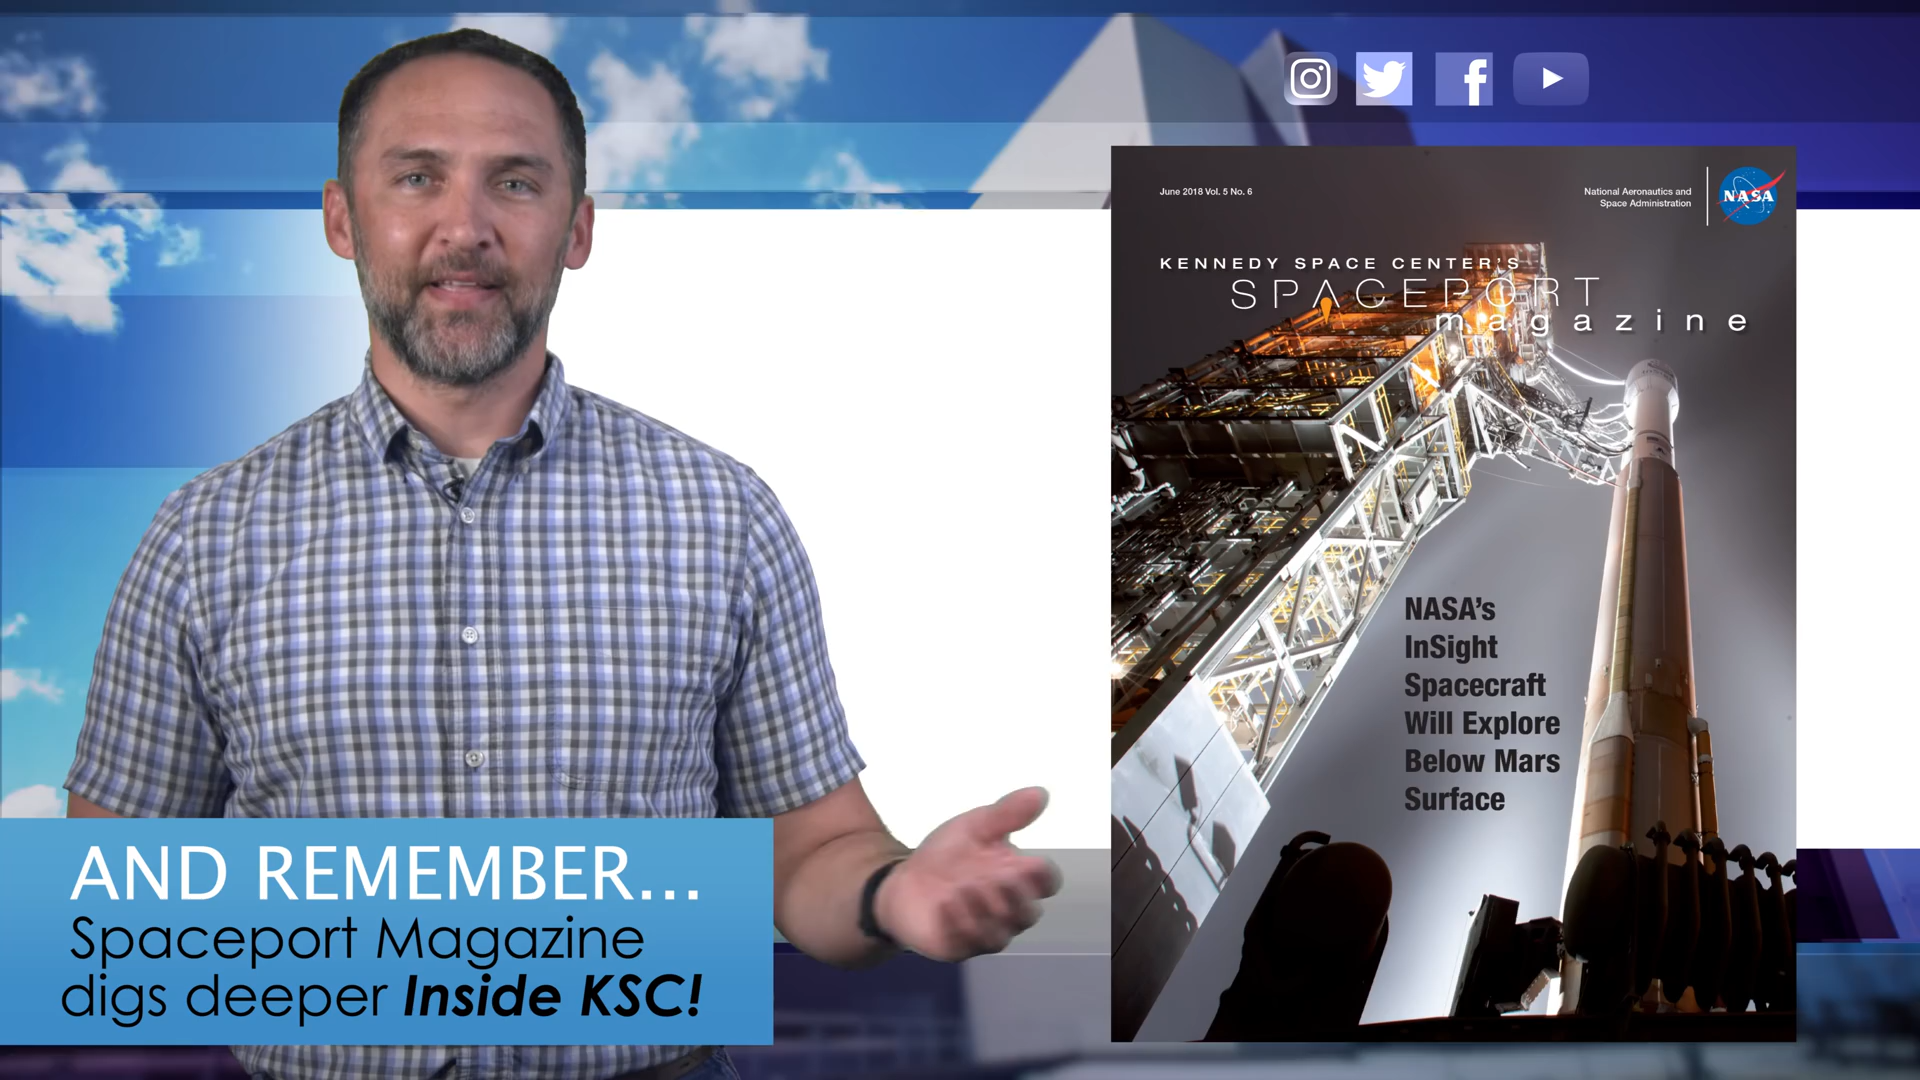 June 2018 Vol. 5 No. 6
National Aeronautics and
Space Administration
NASA
KENNEDY SPACE CENTER'S
SPACEPORT
magazine
NASA's
InSight
Spacecraft
Will Explore
Below Mars
Surface
AND REMEMBER...
Spaceport Magazine
digs deeper Inside KSC!